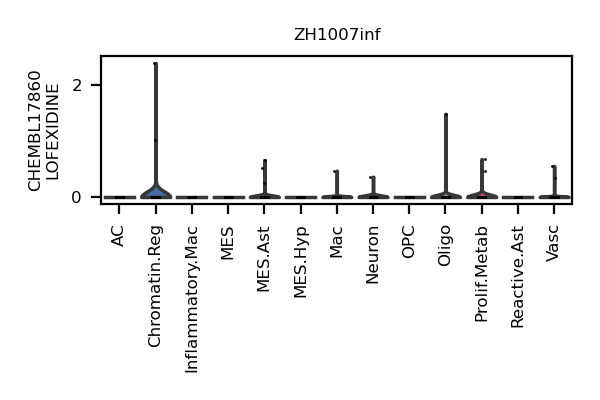 ZH1007inf
CHEMBL17860
LOFEXIDINE
2
0
AC
Chromatin.Reg
Inflammatory.Mac
MES
MES.Ast
MES.Hyp
Mac
Neuron
OPC
Oligo
Prolif.Metab
Reactive.Ast
Vasc